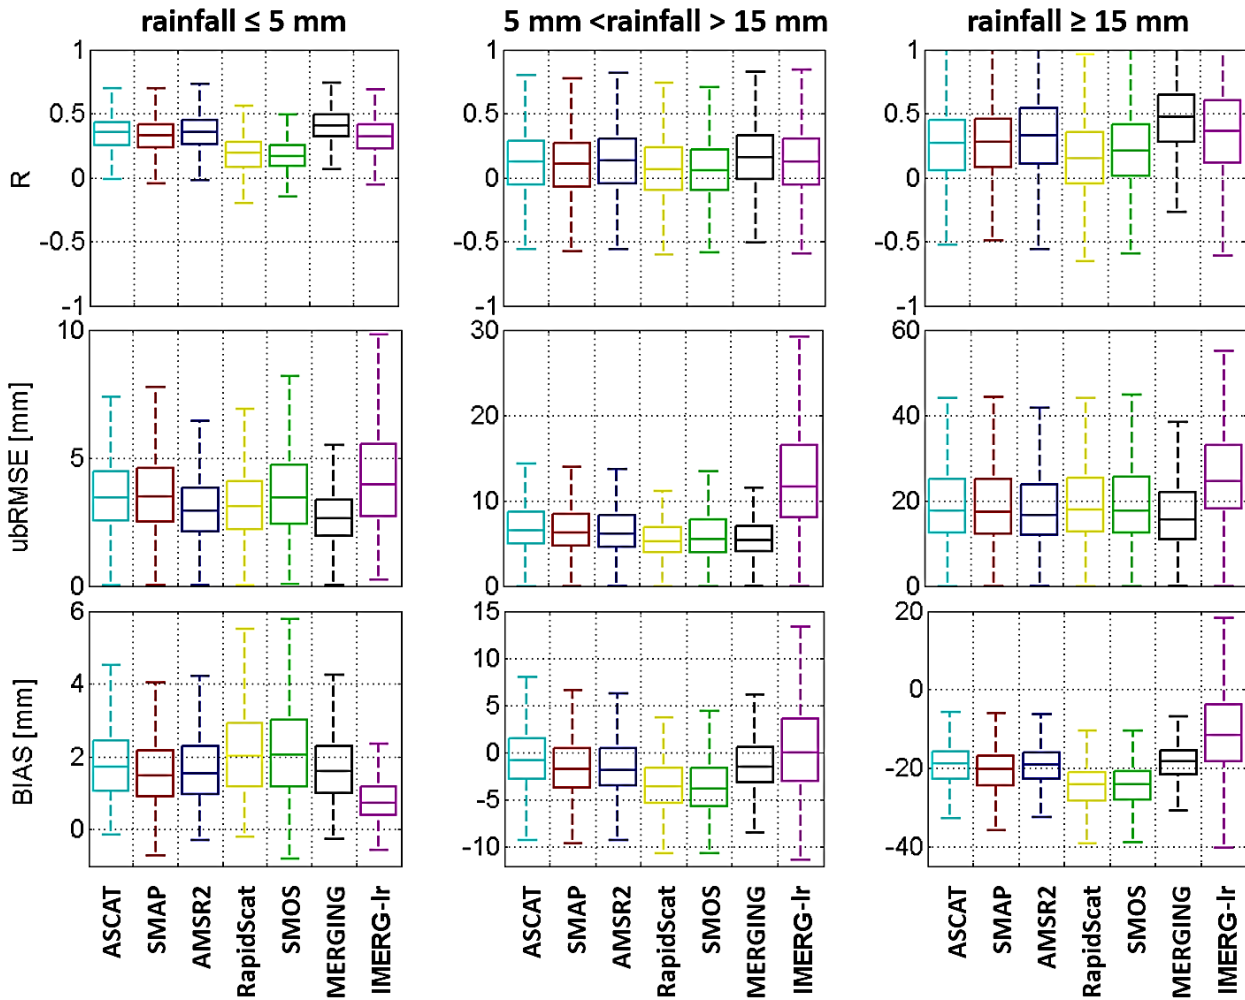 rainfall ≤ 5 mm
5 mm <rainfall > 15 mm
rainfall ≥ 15 mm
R
1
0.5
0
-0.5
-1
1
0.5
0
-0.5
-1
1
0.5
0
-0.5
-1
ubRMSE [mm]
10
5
0
30
20
10
0
60
40
20
0
BIAS [mm]
6
4
2
0
15
10
5
0
-5
-10
20
0
-20
-40
ASCAT
SMAP
AMSR2
RapidScat
SMOS
MERGING
IMERG-lr
ASCAT
SMAP
AMSR2
RapidScat
SMOS
MERGING
IMERG-lr
ASCAT
SMAP
AMSR2
RapidScat
SMOS
MERGING
IMERG-lr